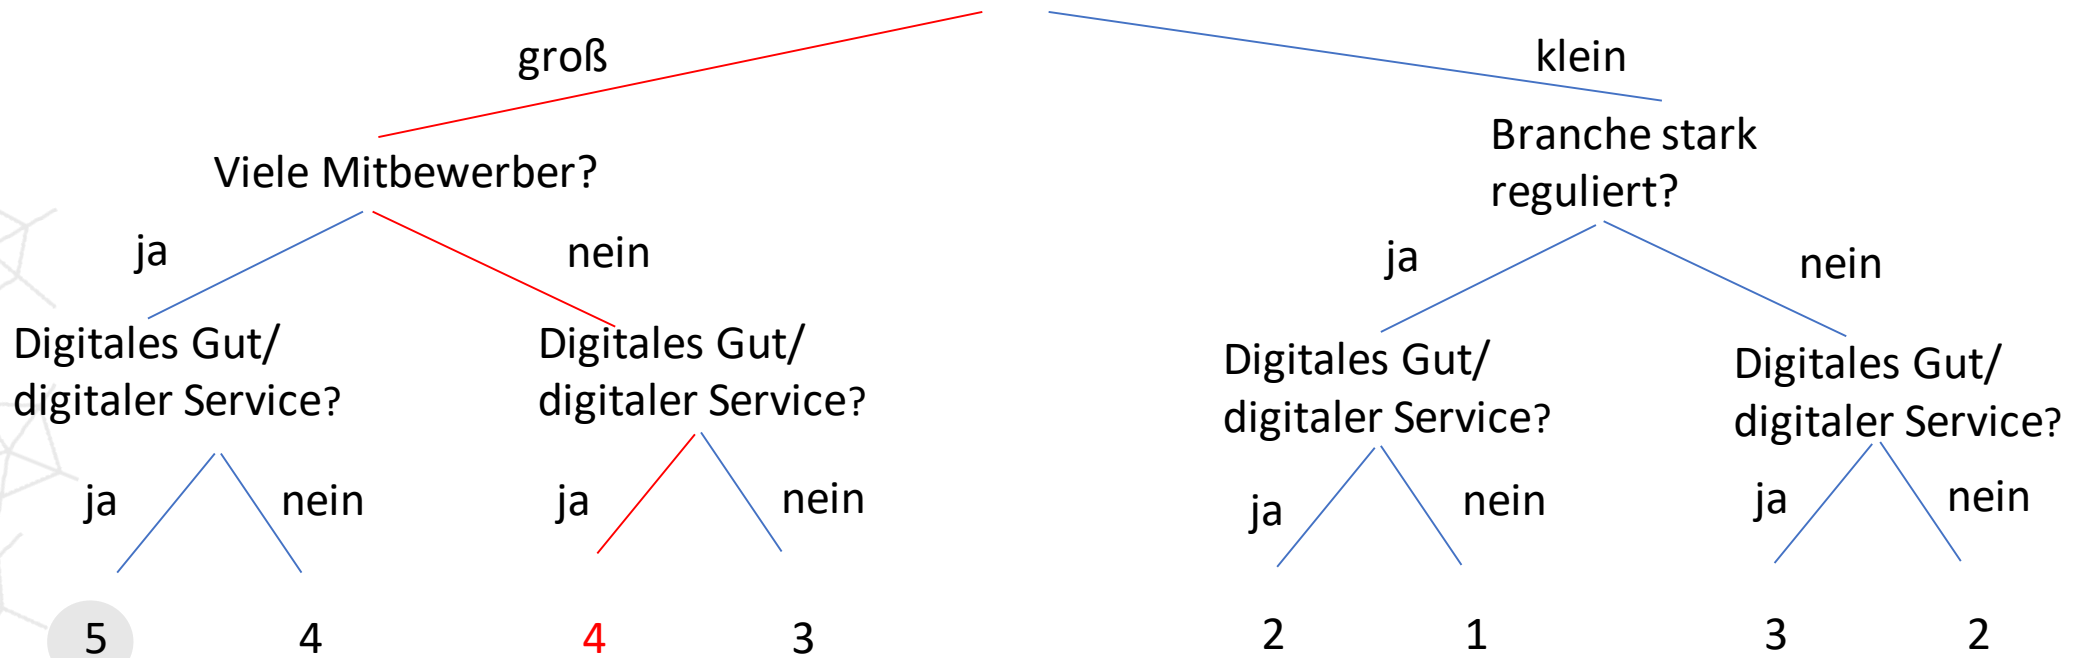 groß
klein
Viele Mitbewerber?
Branche stark
reguliert?
ja
nein
ja
nein
Digitales Gut/
digitaler Service?
Digitales Gut/
digitaler Service?
Digitales Gut/
digitaler Service?
Digitales Gut/
digitaler Service?
ja
nein
ja
nein
ja
nein
ja
nein
5
4
4
3
2
1
3
2